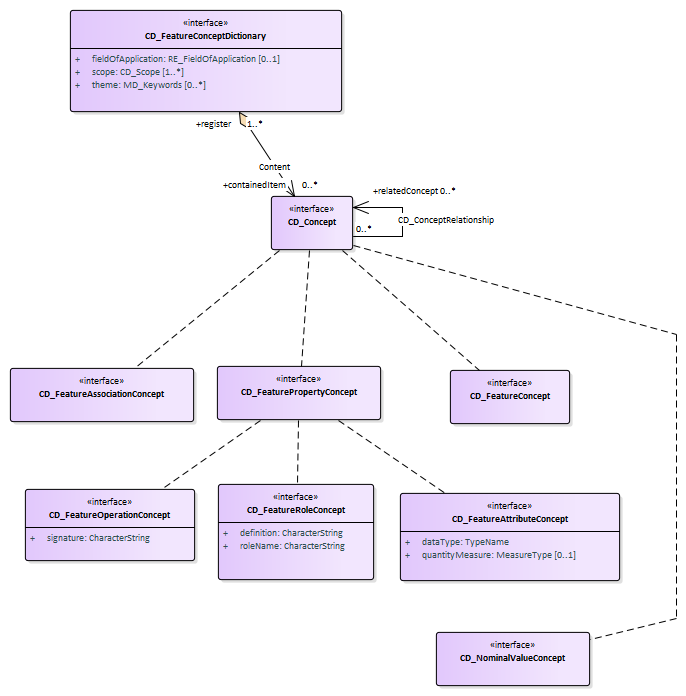 «interface»
CD_FeatureConceptDictionary
+ fieldOfApplication: RE_FieldOfApplication [0..1]
+ scope: CD_Scope [1..*]
+ theme: MD_Keywords [0..*]
+register 1..*
Content
+containedItem 0..*
+relatedConcept 0..*
«interface»
CD_Concept
CD_ConceptRelationship
0..*
«interface»
CD_FeatureAssociationConcept
«interface»
CD_FeaturePropertyConcept
«interface»
CD_FeatureConcept
«interface»
CD_FeatureOperationConcept
+ signature: CharacterString
«interface»
CD_FeatureRoleConcept
+ definition: CharacterString
+ roleName: CharacterString
«interface»
CD_FeatureAttributeConcept
+ dataType: TypeName
+ quantityMeasure: MeasureType [0..1]
«interface»
CD_NominalValueConcept